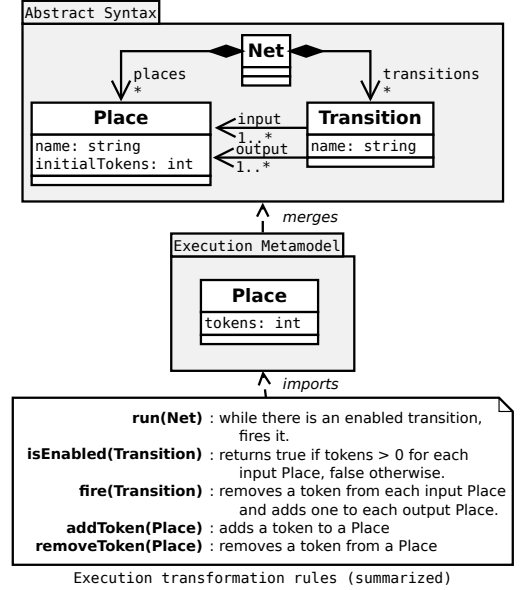 Abstract Syntax
Net
places
*
transitions
*
Place
name: string
initialTokens: int
input
1..*
output
1..*
Transition
name: string
merges
Execution Metamodel
Place
tokens: int
imports
run(Net) : while there is an enabled transition,
fires it.
isEnabled(Transition) : returns true if tokens > 0 for each
input Place, false otherwise.
fire(Transition) : removes a token from each input Place
and adds one to each output Place.
addToken(Place) : adds a token to a Place
removeToken(Place) : removes a token from a Place
Execution transformation rules (summarized)